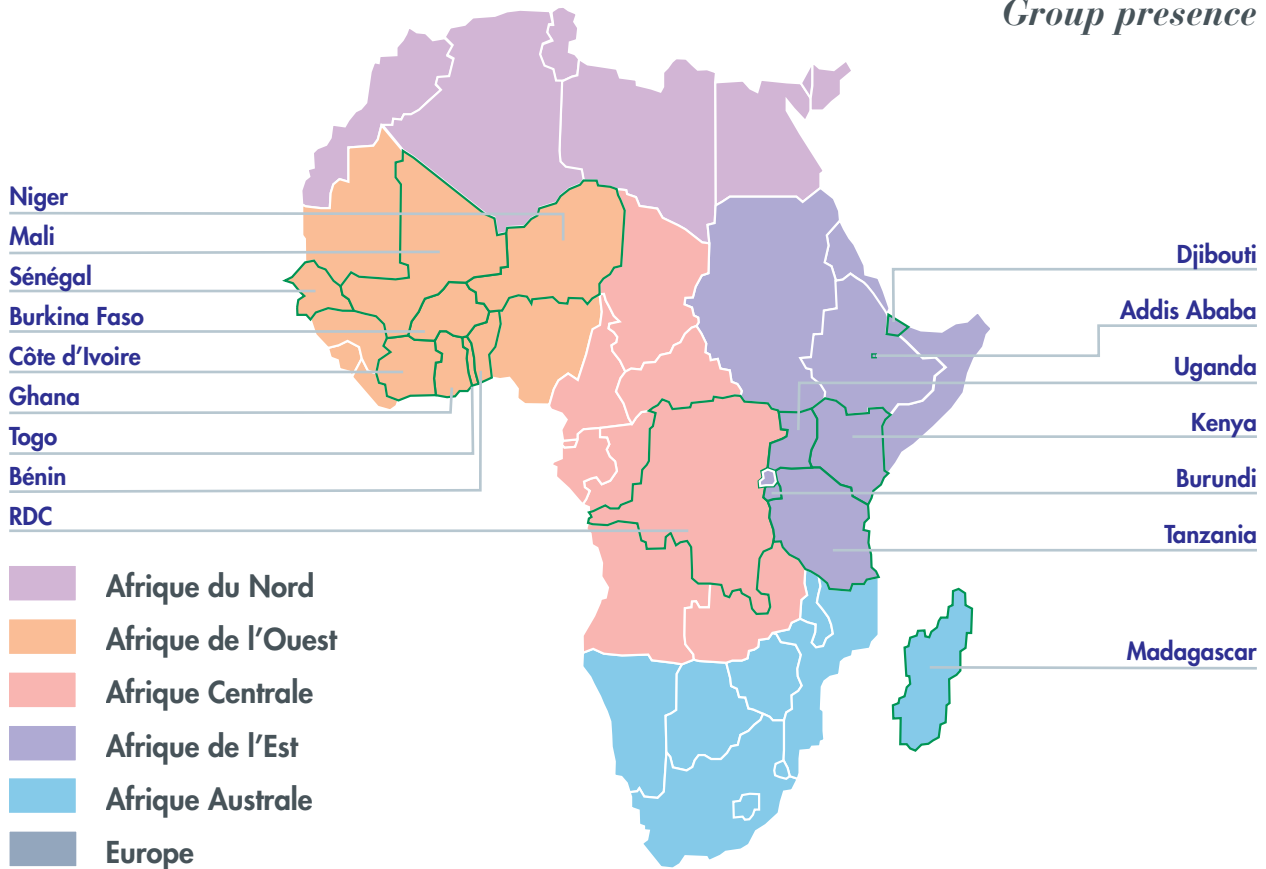 Group presence
Niger
Mali
Sénégal
Burkina Faso
Côte d'Ivoire
Ghana
Togo
Bénin
RDC
Djibouti
Addis Ababa
Uganda
Kenya
Burundi
Tanzania
Madagascar
Afrique du Nord
Afrique de l'Ouest
Afrique Centrale
Afrique de l'Est
Afrique Australe
Europe